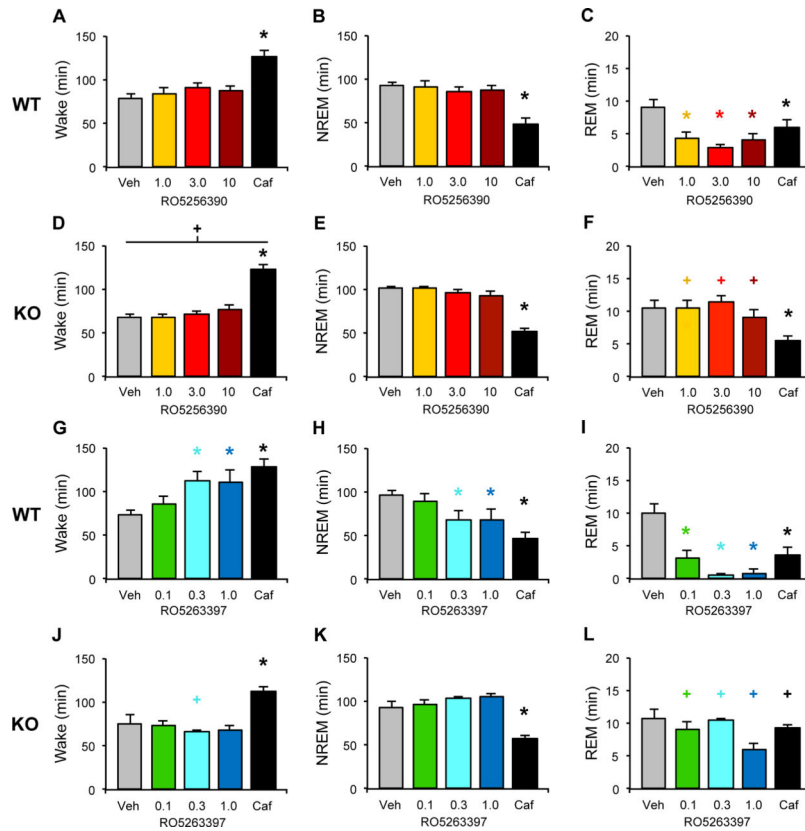 A
B
C
WT
Wake (min)
150
100
50
0
*
Veh 1.0 3.0 10 Caf
RO5256390
NREM (min)
150
100
50
0
*
Veh 1.0 3.0 10 Caf
RO5256390
REM (min)
20
15
10
5
0
* * * *
Veh 1.0 3.0 10 Caf
RO5256390
D
E
F
KO
Wake (min)
150
100
50
0
+
*
Veh 1.0 3.0 10 Caf
RO5256390
NREM (min)
150
100
50
0
*
Veh 1.0 3.0 10 Caf
RO5256390
REM (min)
20
15
10
5
0
+ + + *
Veh 1.0 3.0 10 Caf
RO5256390
G
H
I
WT
Wake (min)
150
100
50
0
* * *
Veh 0.1 0.3 1.0 Caf
RO5263397
NREM (min)
150
100
50
0
* * *
Veh 0.1 0.3 1.0 Caf
RO5263397
REM (min)
20
15
10
5
0
* * * *
Veh 0.1 0.3 1.0 Caf
RO5263397
J
K
L
KO
Wake (min)
150
100
50
0
+ *
Veh 0.1 0.3 1.0 Caf
RO5263397
NREM (min)
150
100
50
0
*
Veh 0.1 0.3 1.0 Caf
RO5263397
REM (min)
20
15
10
5
0
+ + + +
Veh 0.1 0.3 1.0 Caf
RO5263397